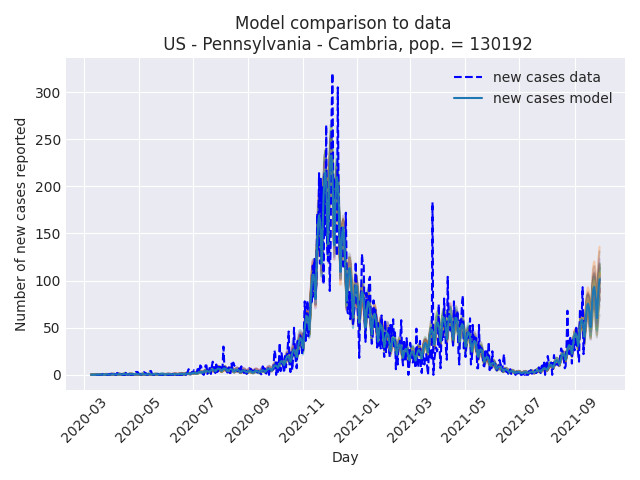 Model comparison to data
US - Pennsylvania - Cambria, pop. = 130192
new cases data
new cases model
Number of new cases reported
300
250
200
150
100
50
0
2020-03
2020-05
2020-07
2020-09
2020-11
2021-01
2021-03
2021-05
2021-07
2021-09
Day